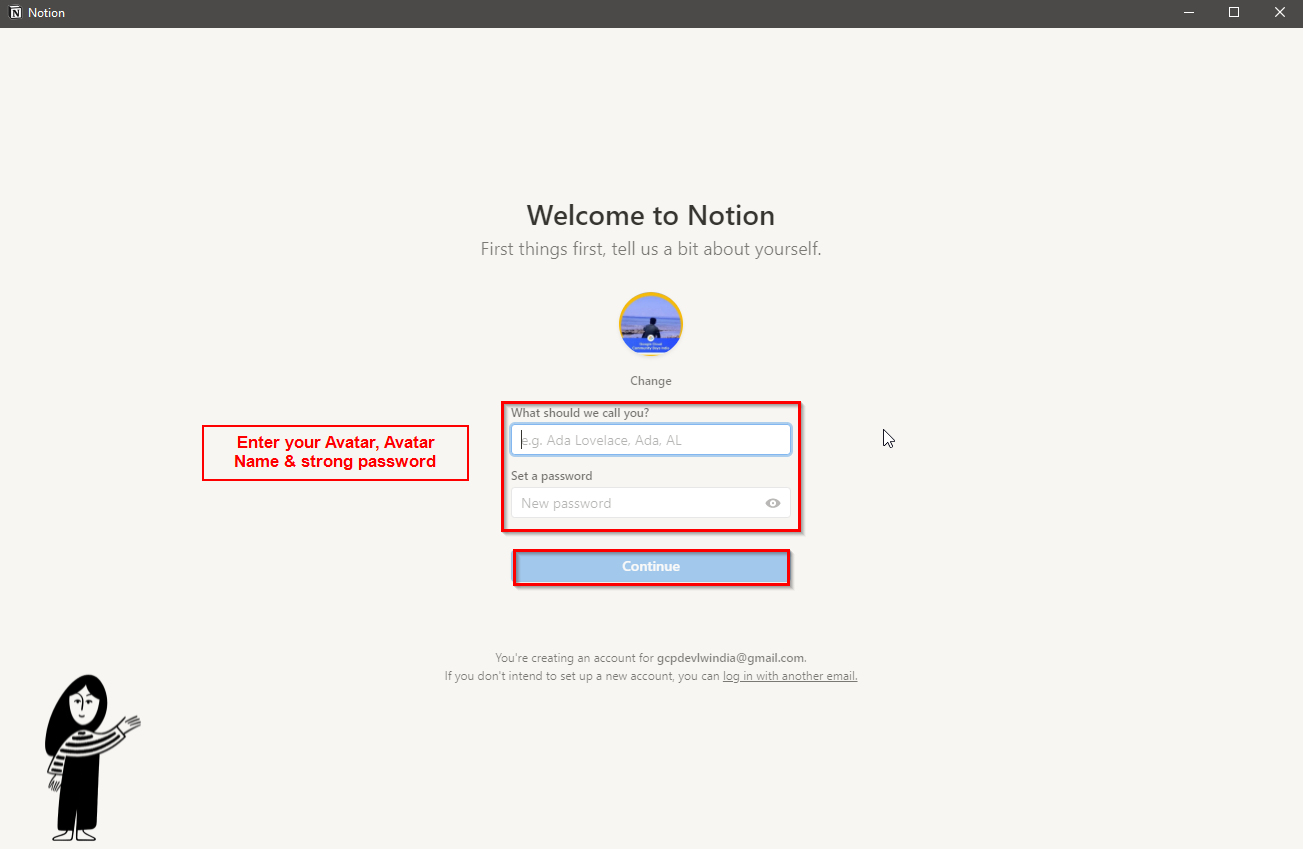 Notion
Welcome to Notion
First things first, tell us a bit about yourself.
Change
What should we call you?
e.g. Ada Lovelace, Ada, AL
Enter your Avatar, Avatar
Name & strong password
Set a password
New password
Continue
You're creating an account for gcpdevlwindia@gmail.com.
If you don't intend to set up a new account, you can log in with another email.